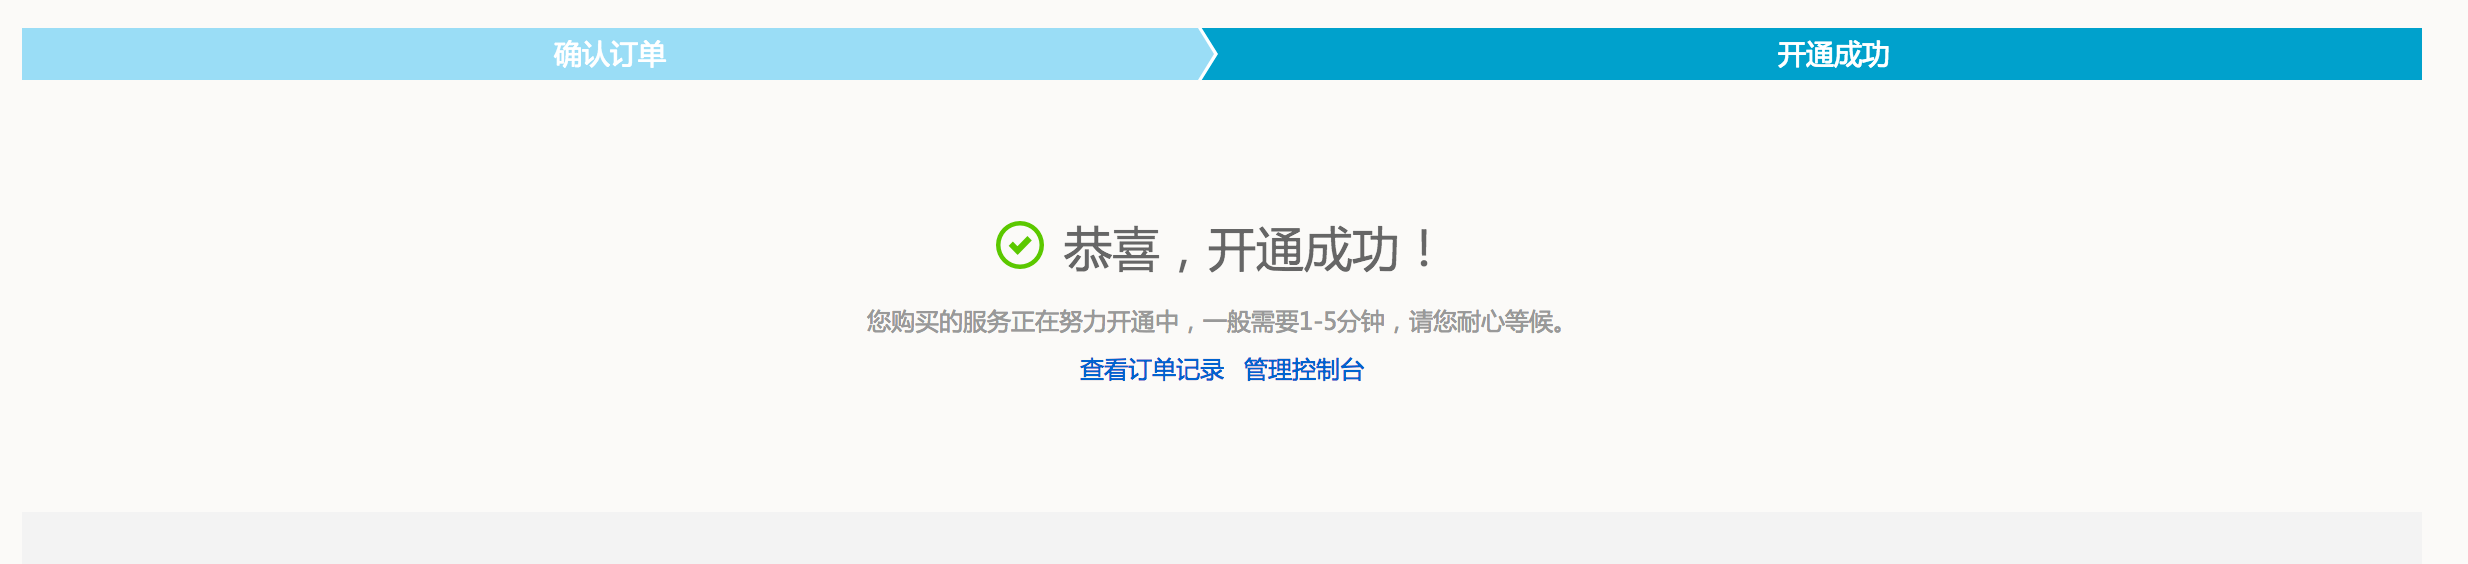 确认订单
开通成功
恭喜，开通成功！
您购买的服务正在努力开通中，一般需要1-5分钟，请您耐心等候。
查看订单记录 管理控制台